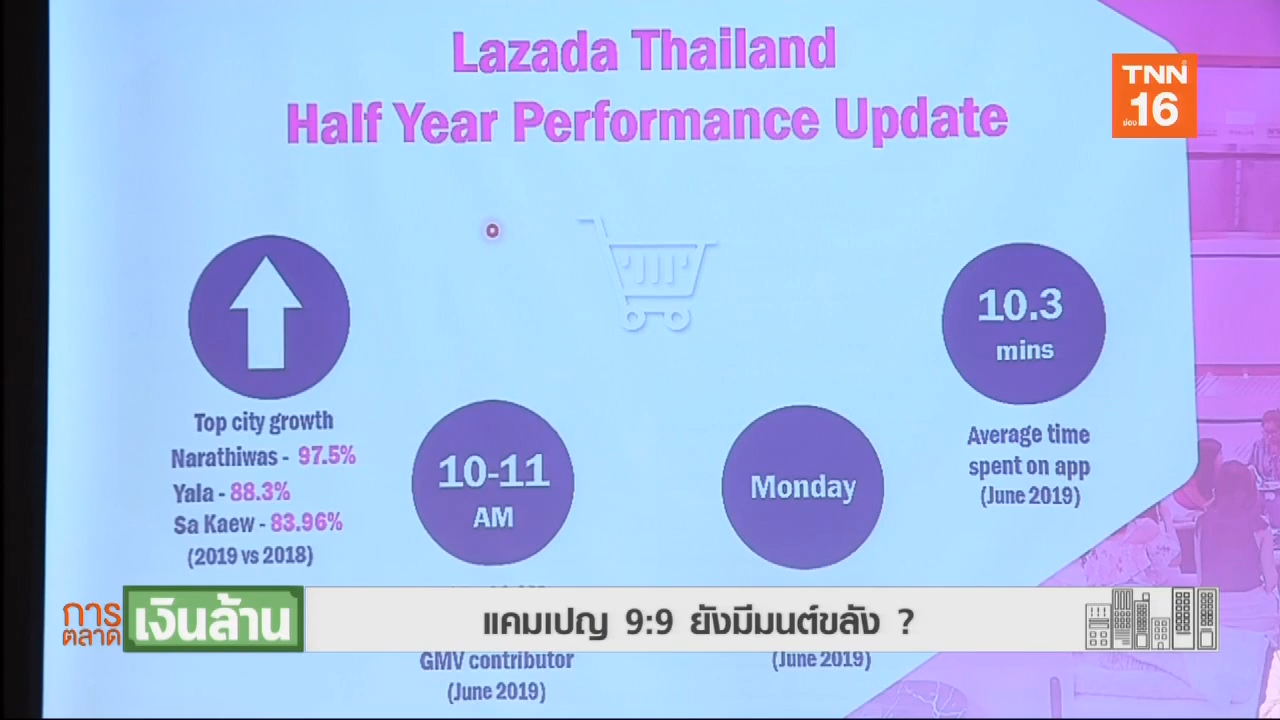 Lazada Thailand
Half Year Performance Update
TNN
ช่อง 16
Top city growth
Narathiwas - 97.5%
Yala - 88.3%
Sa Kaew - 83.96%
(2019 vs 2018)
10-11
AM
GMV contributor
(June 2019)
Monday
(June 2019)
10.3
mins
Average time
spent on app
(June 2019)
การ
ตลาด
เงินล้าน
แคมเปญ 9:9 ยังมีมนต์ขลัง ?